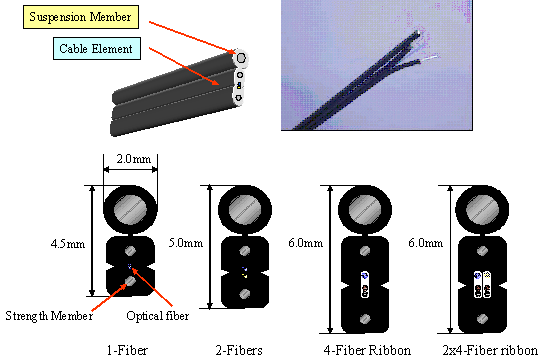 Suspension Member
Cable Element
2.0mm
4.5mm
5.0mm
6.0mm
6.0mm
Strength Member
Optical fiber
1-Fiber
2-Fibers
4-Fiber Ribbon
2x4-Fiber ribbon